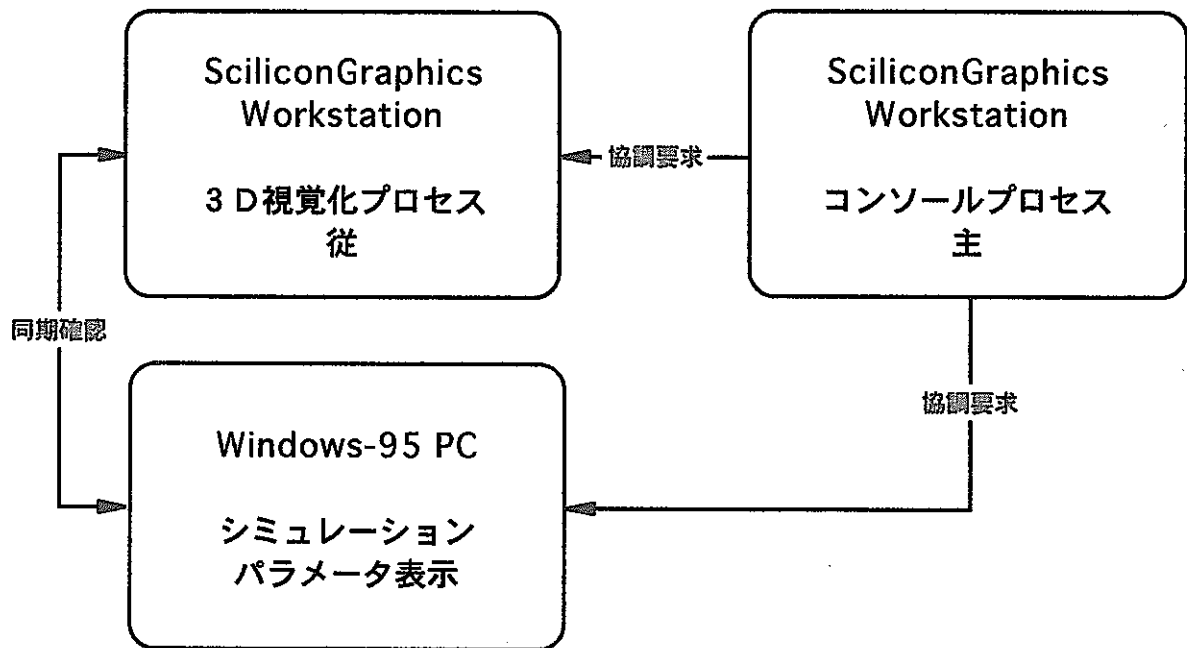 SciliconGraphics
Workstation
3D視覚化プロセス
従
協調要求
SciliconGraphics
Workstation
コンソールプロセス
主
同期確認
Windows-95 PC
シミュレーション
パラメータ表示
協調要求